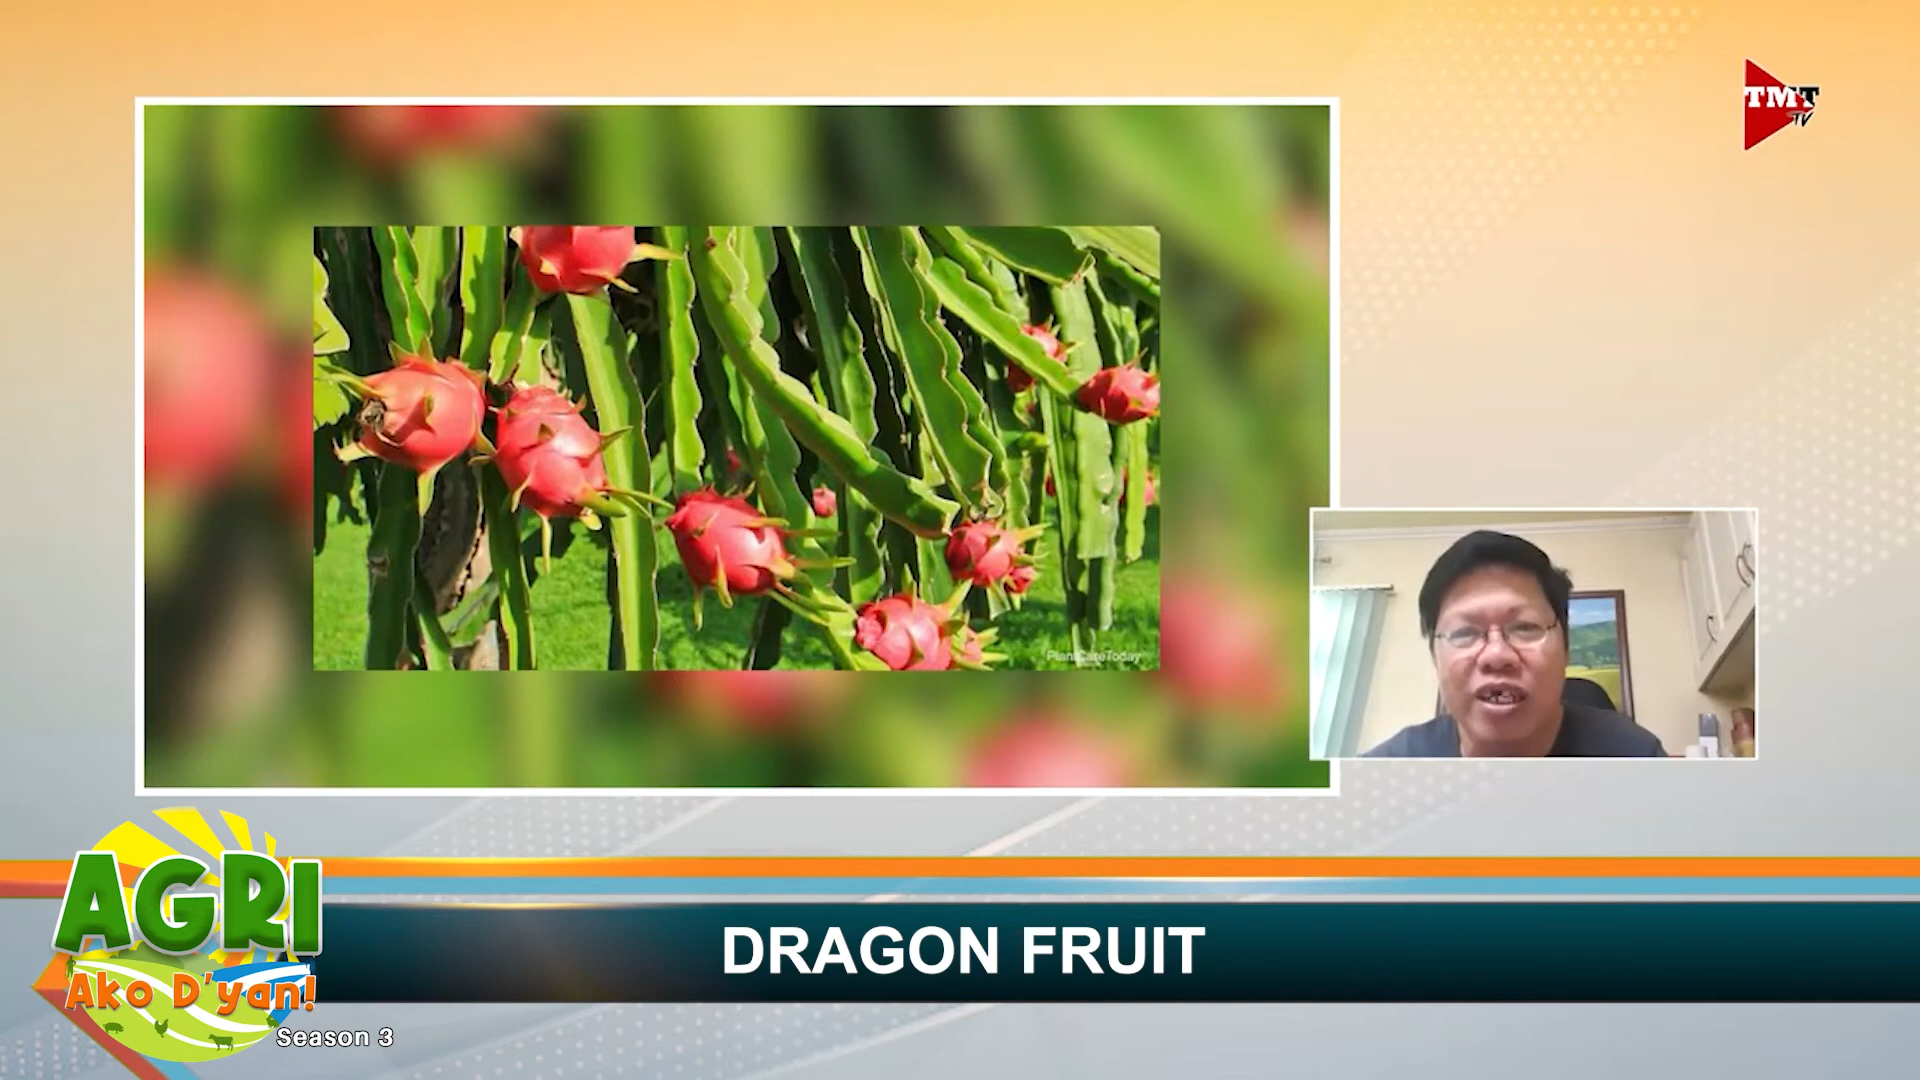 TMT
TV
PlantCareToday
DRAGON FRUIT
AGRI
Ako D'yan!
Season 3